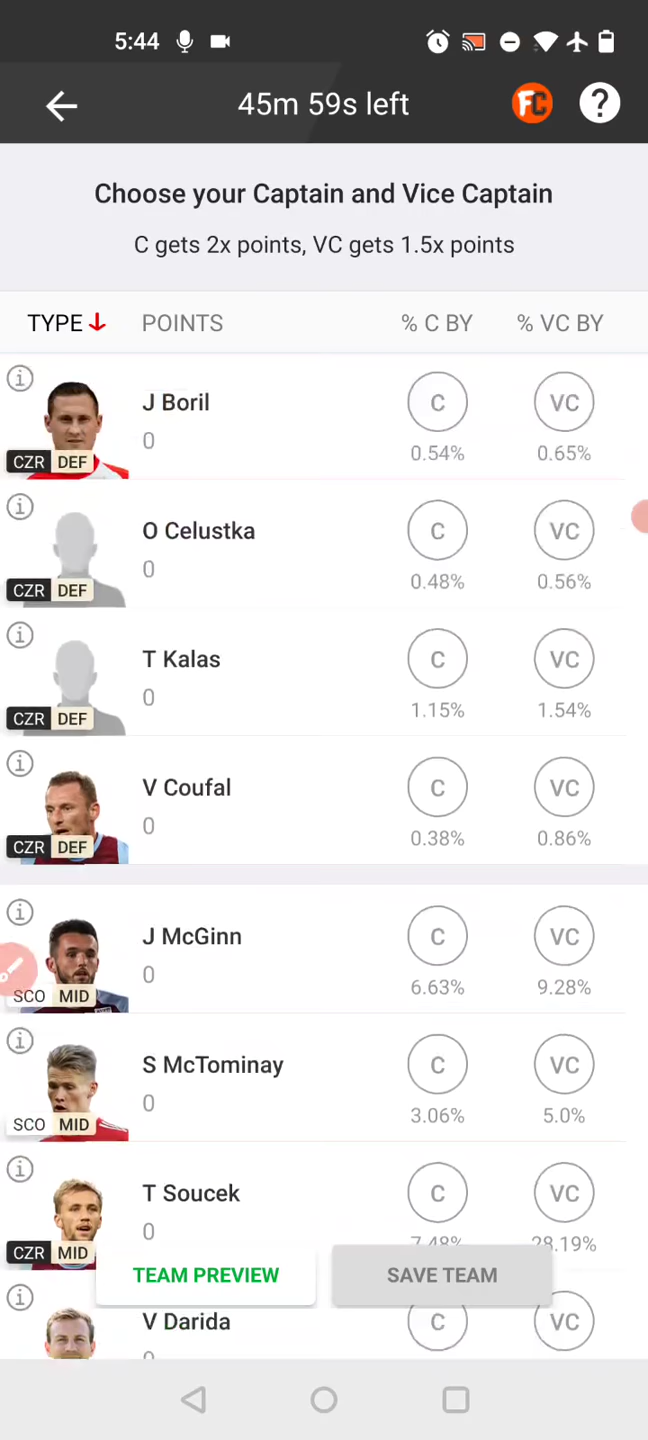 5:44
45m 59s left
FC
?
Choose your Captain and Vice Captain
C gets 2x points, VC gets 1.5x points
TYPE POINTS % C BY % VC BY
J Boril
0
C
VC
0.54%
0.65%
CZR DEF
O Celustka
0
C
VC
0.48%
0.56%
CZR DEF
T Kalas
0
C
VC
1.15%
1.54%
CZR DEF
V Coufal
0
C
VC
0.38%
0.86%
CZR DEF
J McGinn
0
C
VC
6.63%
9.28%
SCO MID
S McTominay
0
C
VC
3.06%
5.0%
SCO MID
T Soucek
0
C
VC
7.48%
28.19%
CZR MID
TEAM PREVIEW
SAVE TEAM
V Darida
C
VC